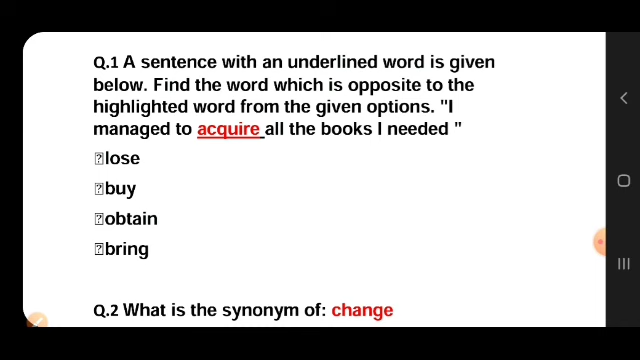 Q.1 A sentence with an underlined word is given
below. Find the word which is opposite to the
highlighted word from the given options. "I
managed to acquire all the books I needed "
⍰lose
⍰buy
⍰obtain
⍰bring
Q.2 What is the synonym of: change